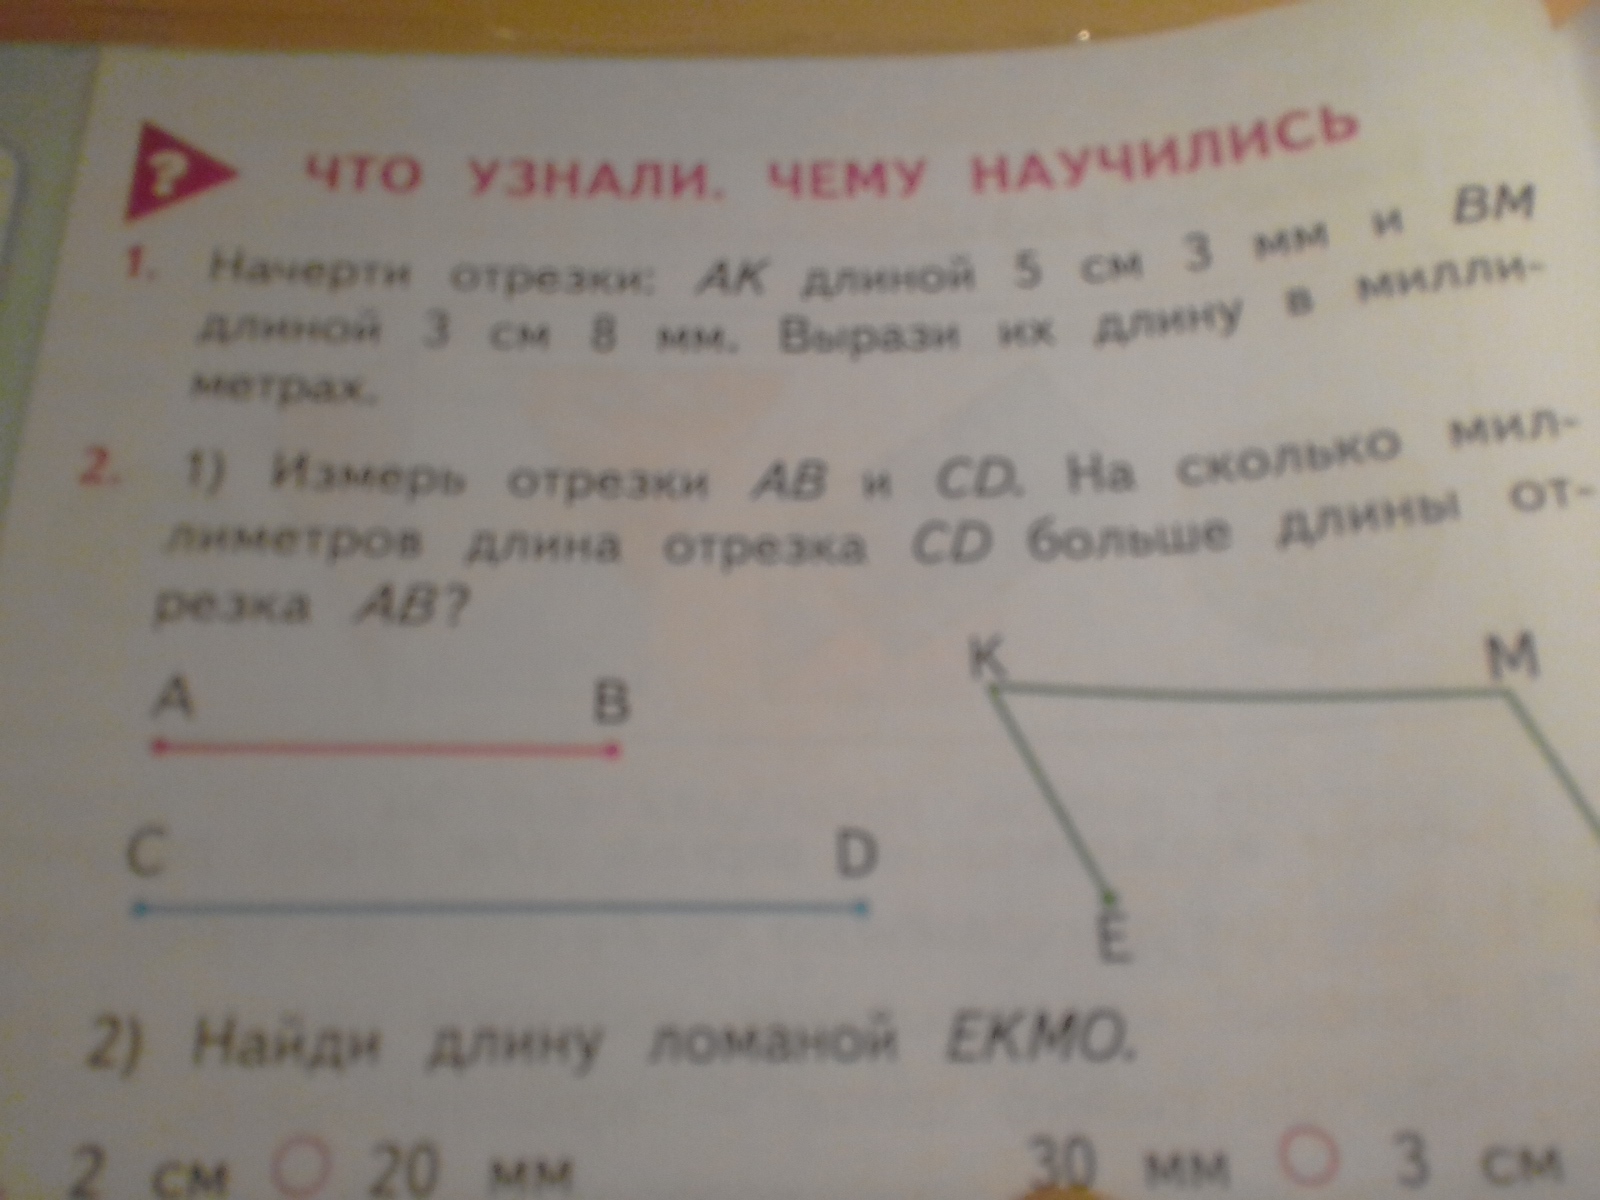 ? ЧТО УЗНАЛИ. ЧЕМУ НАУЧИЛИСЬ
1. Начерти отрезки: AK длиной 5 см 3 мм и BM
длиной 3 см 8 мм. Вырази их длину в милли-
метрах.
2. 1) Измерь отрезки AB и CD. На сколько мил-
лиметров длина отрезка CD больше длины от-
резка AB?
K M
A B
C D
E
2) Найди длину ломаной EKMO.
2 см 20 мм 30 мм 3 см